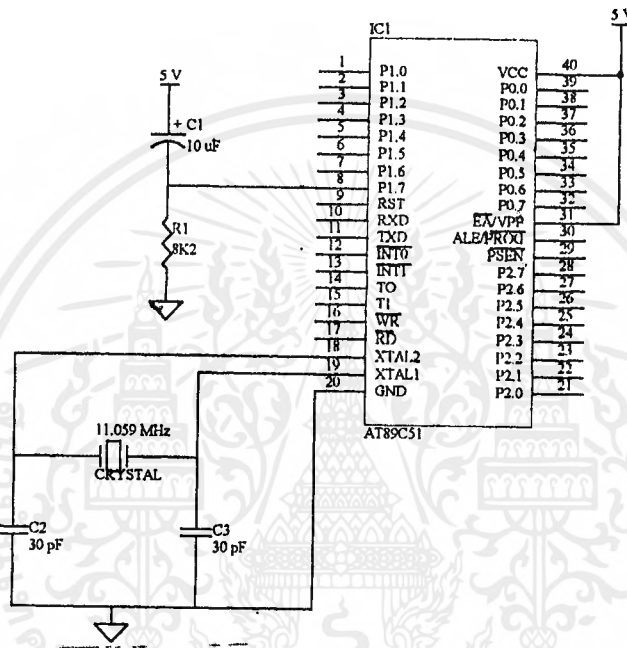 5 V
IC1
5 V
+ C1
10 uF
R1
8K2
1 P1.0
2 P1.1
3 P1.2
4 P1.3
5 P1.4
6 P1.5
7 P1.6
8 P1.7
9 RST
10 RXD
11 TXD
12 INT0
13 INT1
14 TO
15 T1
16 WR
17 RD
18 XTAL2
19 XTAL1
20 GND
VCC 40
P0.0 39
P0.1 38
P0.2 37
P0.3 36
P0.4 35
P0.5 34
P0.6 33
P0.7 32
EA/VPP 31
ALE/PROG 30
PSEN 29
P2.7 28
P2.6 27
P2.5 26
P2.4 25
P2.3 24
P2.2 23
P2.1 22
P2.0 21
AT89C51
11.059 MHz
CRYSTAL
C2
30 pF
C3
30 pF